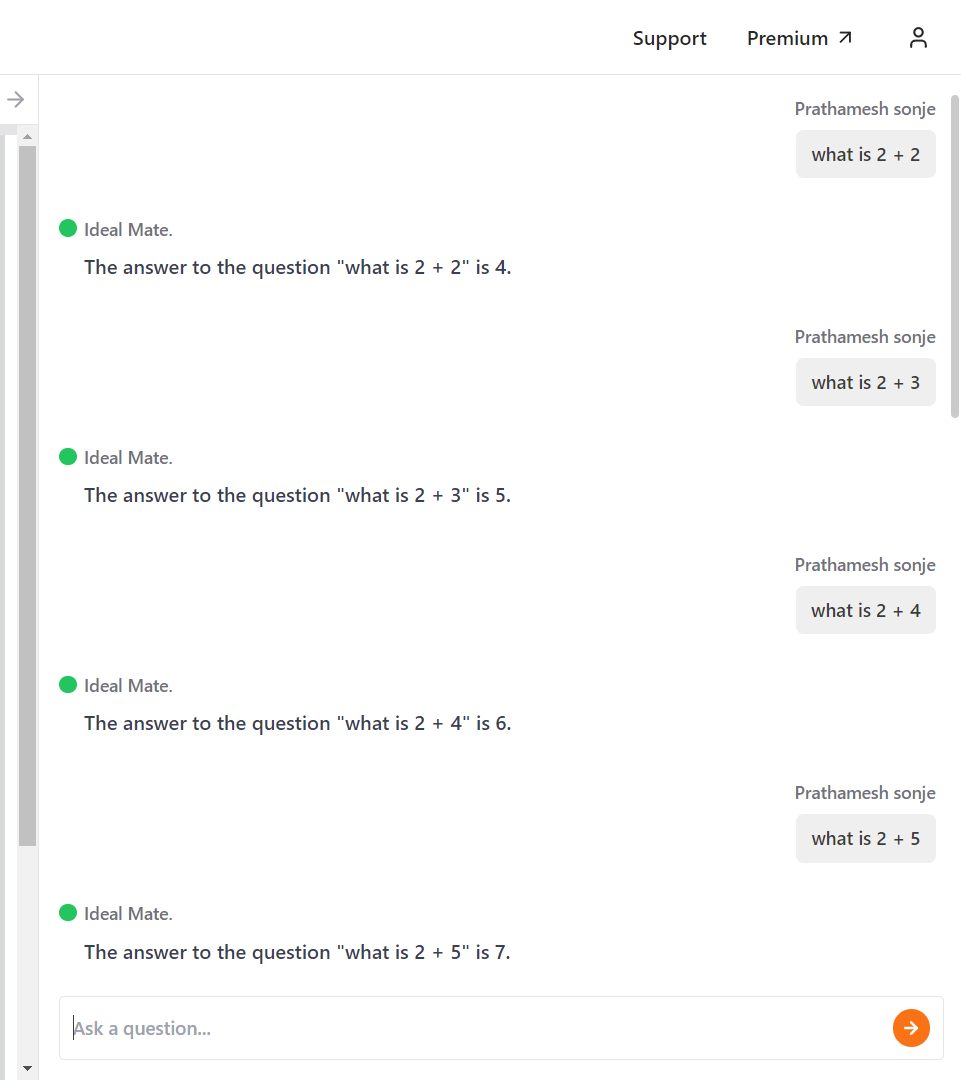 Support Premium
Prathamesh sonje
what is 2 + 2
Ideal Mate.
The answer to the question "what is 2 + 2" is 4.
Prathamesh sonje
what is 2 + 3
Ideal Mate.
The answer to the question "what is 2 + 3" is 5.
Prathamesh sonje
what is 2 + 4
Ideal Mate.
The answer to the question "what is 2 + 4" is 6.
Prathamesh sonje
what is 2 + 5
Ideal Mate.
The answer to the question "what is 2 + 5" is 7.
Ask a question...